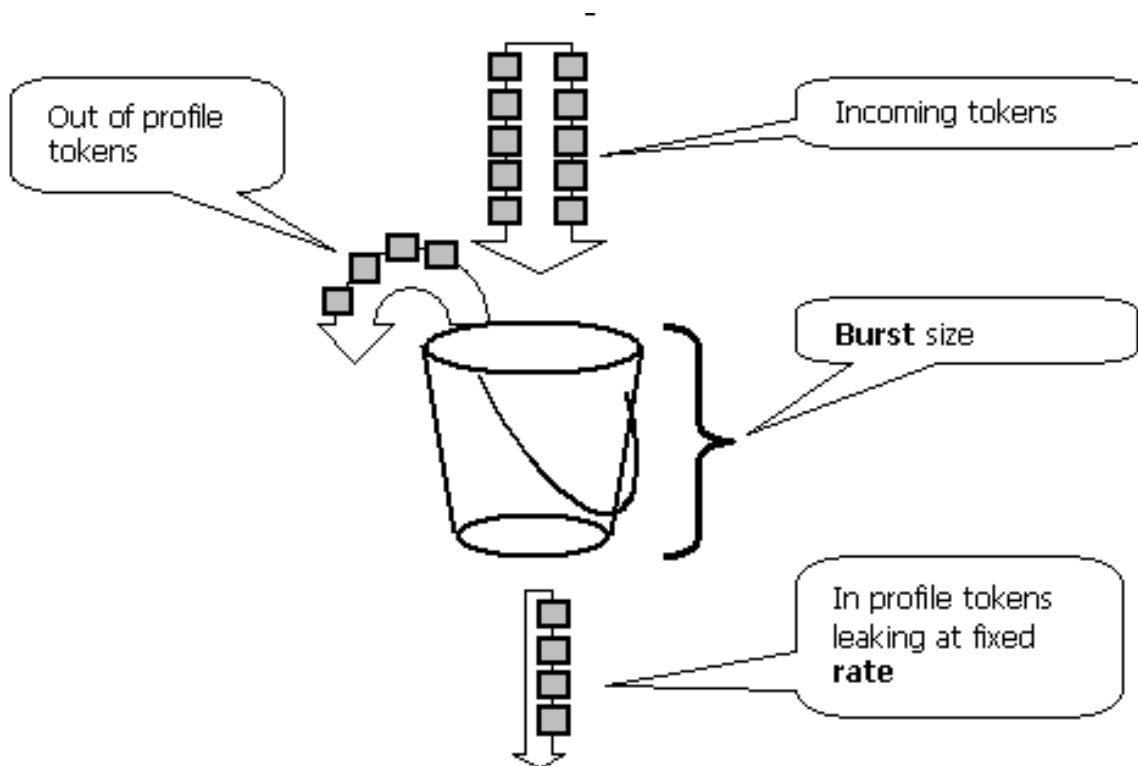 Out of profile
tokens
Incoming tokens
Burst size
In profile tokens
leaking at fixed
rate